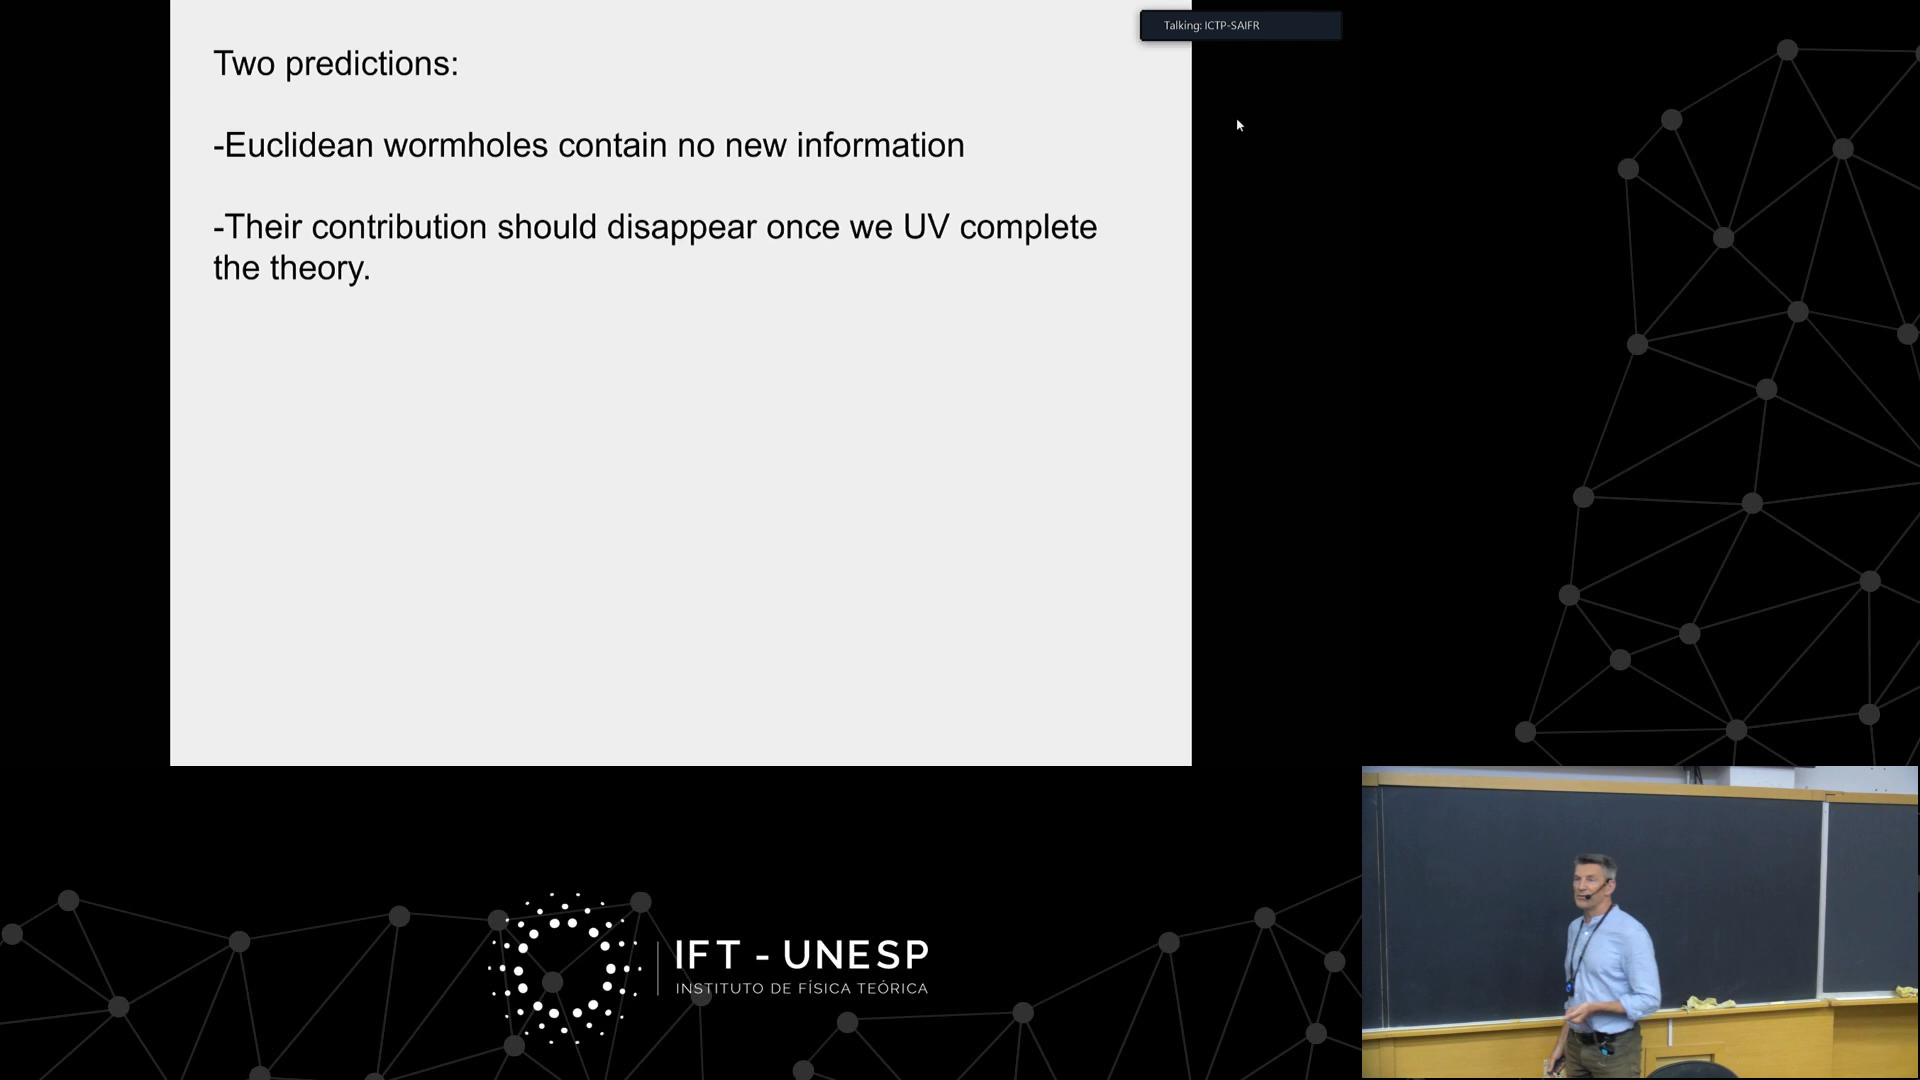 Talking: ICTP-SAIFR
Two predictions:
-Euclidean wormholes contain no new information
-Their contribution should disappear once we UV complete
the theory.
IFT - UNESP
INSTITUTO DE FÍSICA TEÓRICA